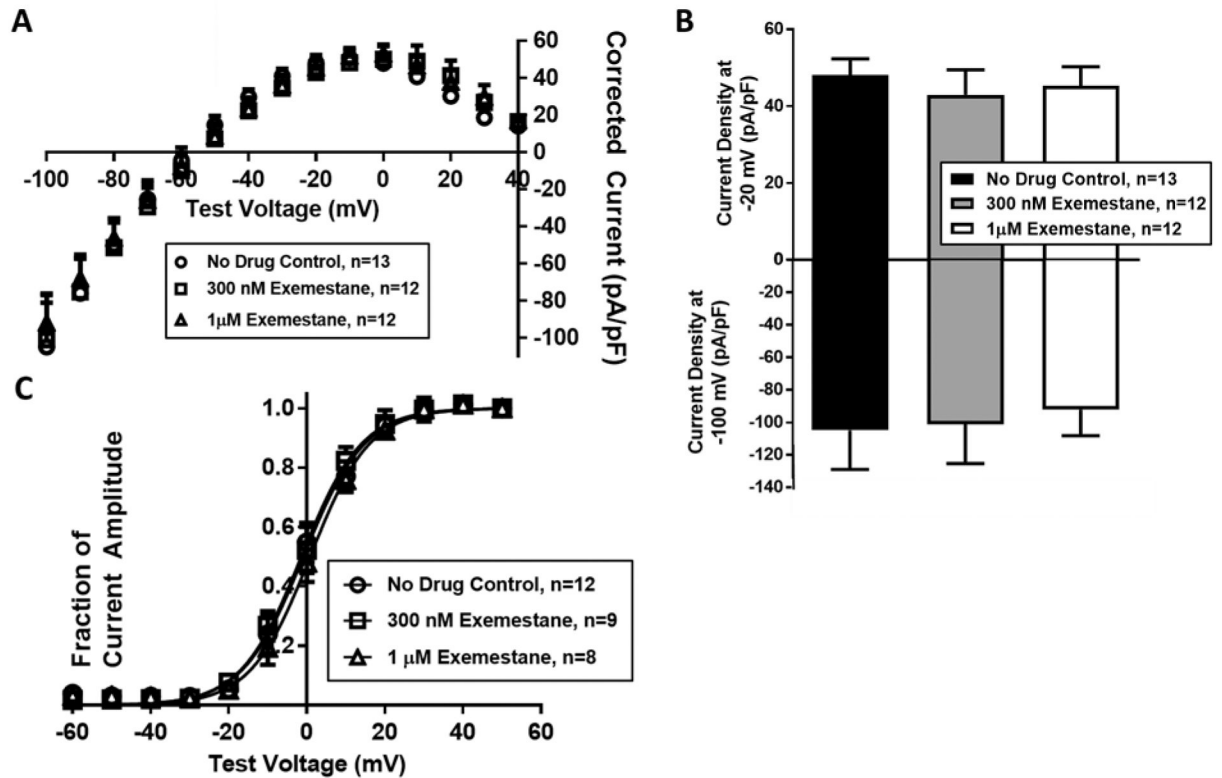 A
60
40
20
0
-20
-40
-60
-80
-100
Corrected Current (pA/pF)
-100 -80 -60 -40 -20 0 20 40
Test Voltage (mV)
No Drug Control, n=13
300 nM Exemestane, n=12
1μM Exemestane, n=12
B
60
40
20
0
-20
-40
-60
-80
-100
-120
-140
Current Density at
-20 mV (pA/pF)
Current Density at
-100 mV (pA/pF)
No Drug Control, n=13
300 nM Exemestane, n=12
1μM Exemestane, n=12
C
1.0
0.8
0.6
0.4
Fraction of
Current Amplitude
No Drug Control, n=12
300 nM Exemestane, n=9
1 μM Exemestane, n=8
-60 -40 -20 0 20 40 60
Test Voltage (mV)